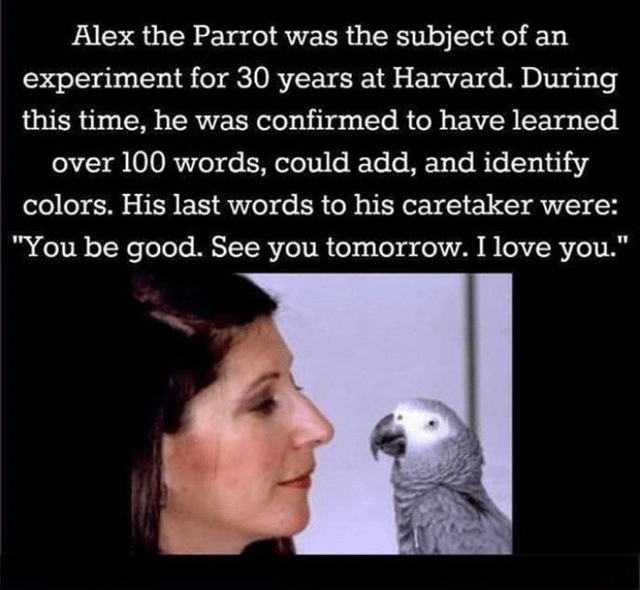 Alex the Parrot was the subject of an
experiment for 30 years at Harvard. During
this time, he was confirmed to have learned
over 100 words, could add, and identify
colors. His last words to his caretaker were:
"You be good. See you tomorrow. I love you."